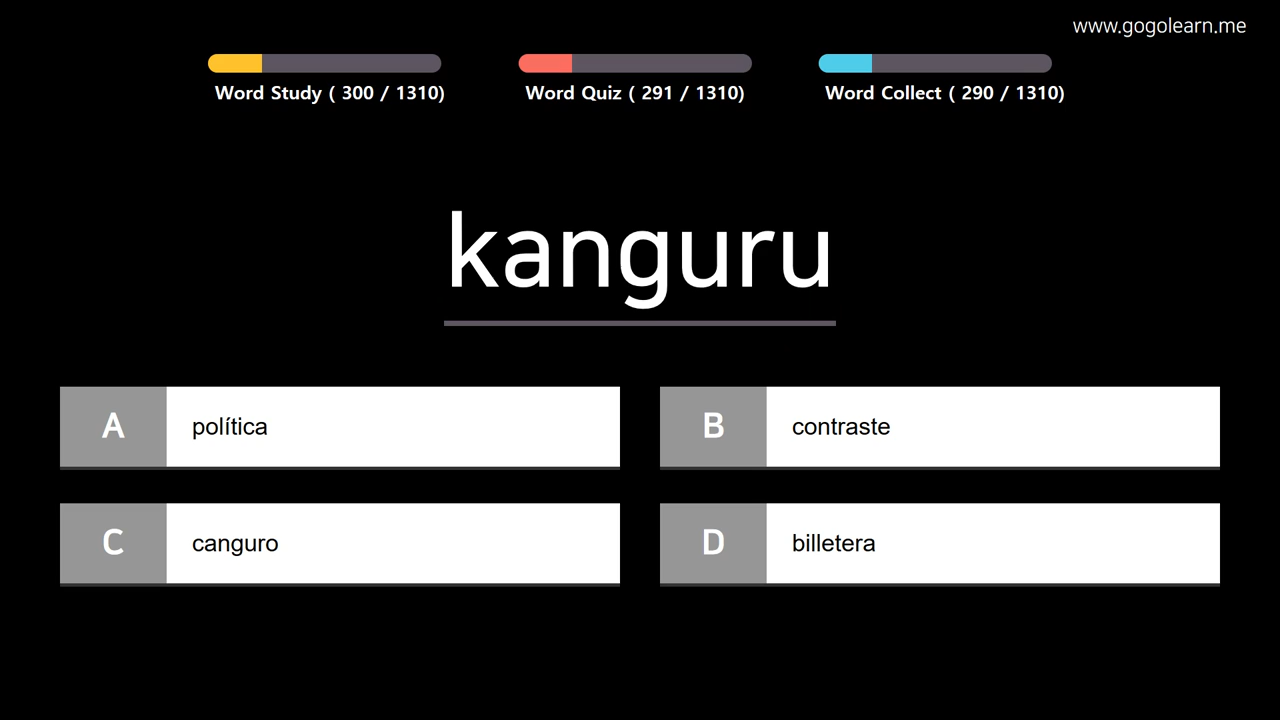 www.gogolearn.me
Word Study ( 300 / 1310)
Word Quiz ( 291 / 1310)
Word Collect ( 290 / 1310)
kanguru
A política
B contraste
C canguro
D billetera